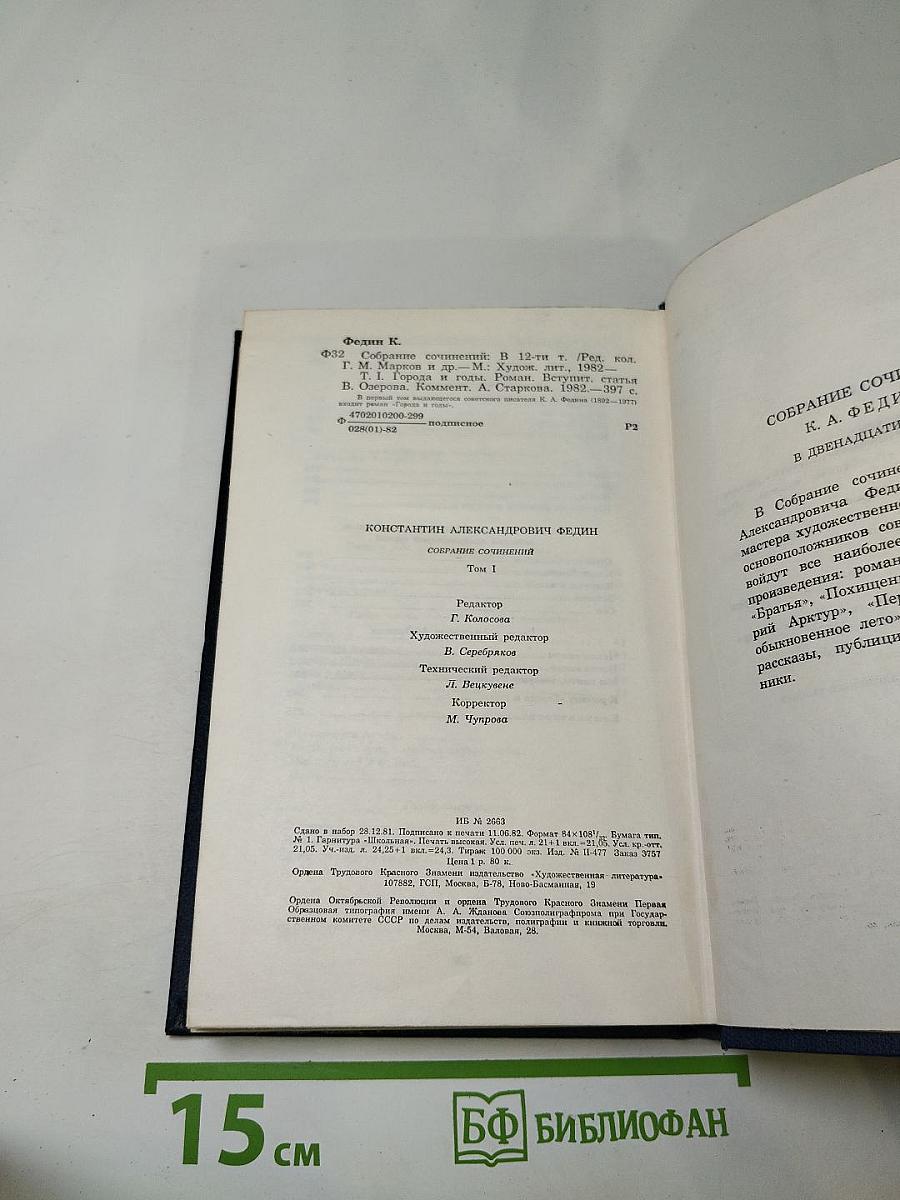 Федин К.
Ф32 Собрание сочинений: В 12-ти т. /Ред. кол.
Г. М. Марков и др.— М.: Худож. лит., 1982—
Т. I. Города и годы. Роман. Вступит. статья
В. Озерова. Коммент. А. Старкова. 1982.—397 с.
В первый том выдающегося советского писателя К. А. Федина (1892—1977)
входит роман «Города и годы».
Ф 4702010200-299
028(01)-82 подписное Р2
КОНСТАНТИН АЛЕКСАНДРОВИЧ ФЕДИН
СОБРАНИЕ СОЧИНЕНИЙ
Том I
Редактор
Г. Колосова
Художественный редактор
В. Серебряков
Технический редактор
Л. Вецкувене
Корректор
М. Чупрова
ИБ № 2663
Сдано в набор 28.12.81. Подписано к печати 11.06.82. Формат 84×108¹/ Бумага тип.
№ 1. Гарнитура «Школьная». Печать высокая. Усл. печ. л. 21+1 вкл.=21,05. Усл. кр.-отт.
21,05. Уч.-изд. л. 24,25+1 вкл.=24,3. Тираж 100 000 экз. Изд. № II-477 Заказ 3757
Цена 1 р. 80 к.
Ордена Трудового Красного Знамени издательство «Художественная литература»
107882, ГСП, Москва, Б-78, Ново-Басманная, 19
Ордена Октябрьской Революции и ордена Трудового Красного Знамени Первая
Образцовая типография имени А. А. Жданова Союзполиграфпрома при Государ-
ственном комитете СССР по делам издательств, полиграфии и книжной торговли.
Москва, М-54, Валовая, 28.
СОБРАНИЕ СОЧИ
К. А. ФЕДИ
В ДВЕНАДЦАТИ
В Собрание сочине
Александровича Феди
мастера художественно
основоположников сов
войдут все наиболее
произведения: роман
«Братья», «Похищен
рий Арктур», «Пер
обыкновенное лето»
рассказы, публици
ники.
15 см
БФ БИБЛИОФАН